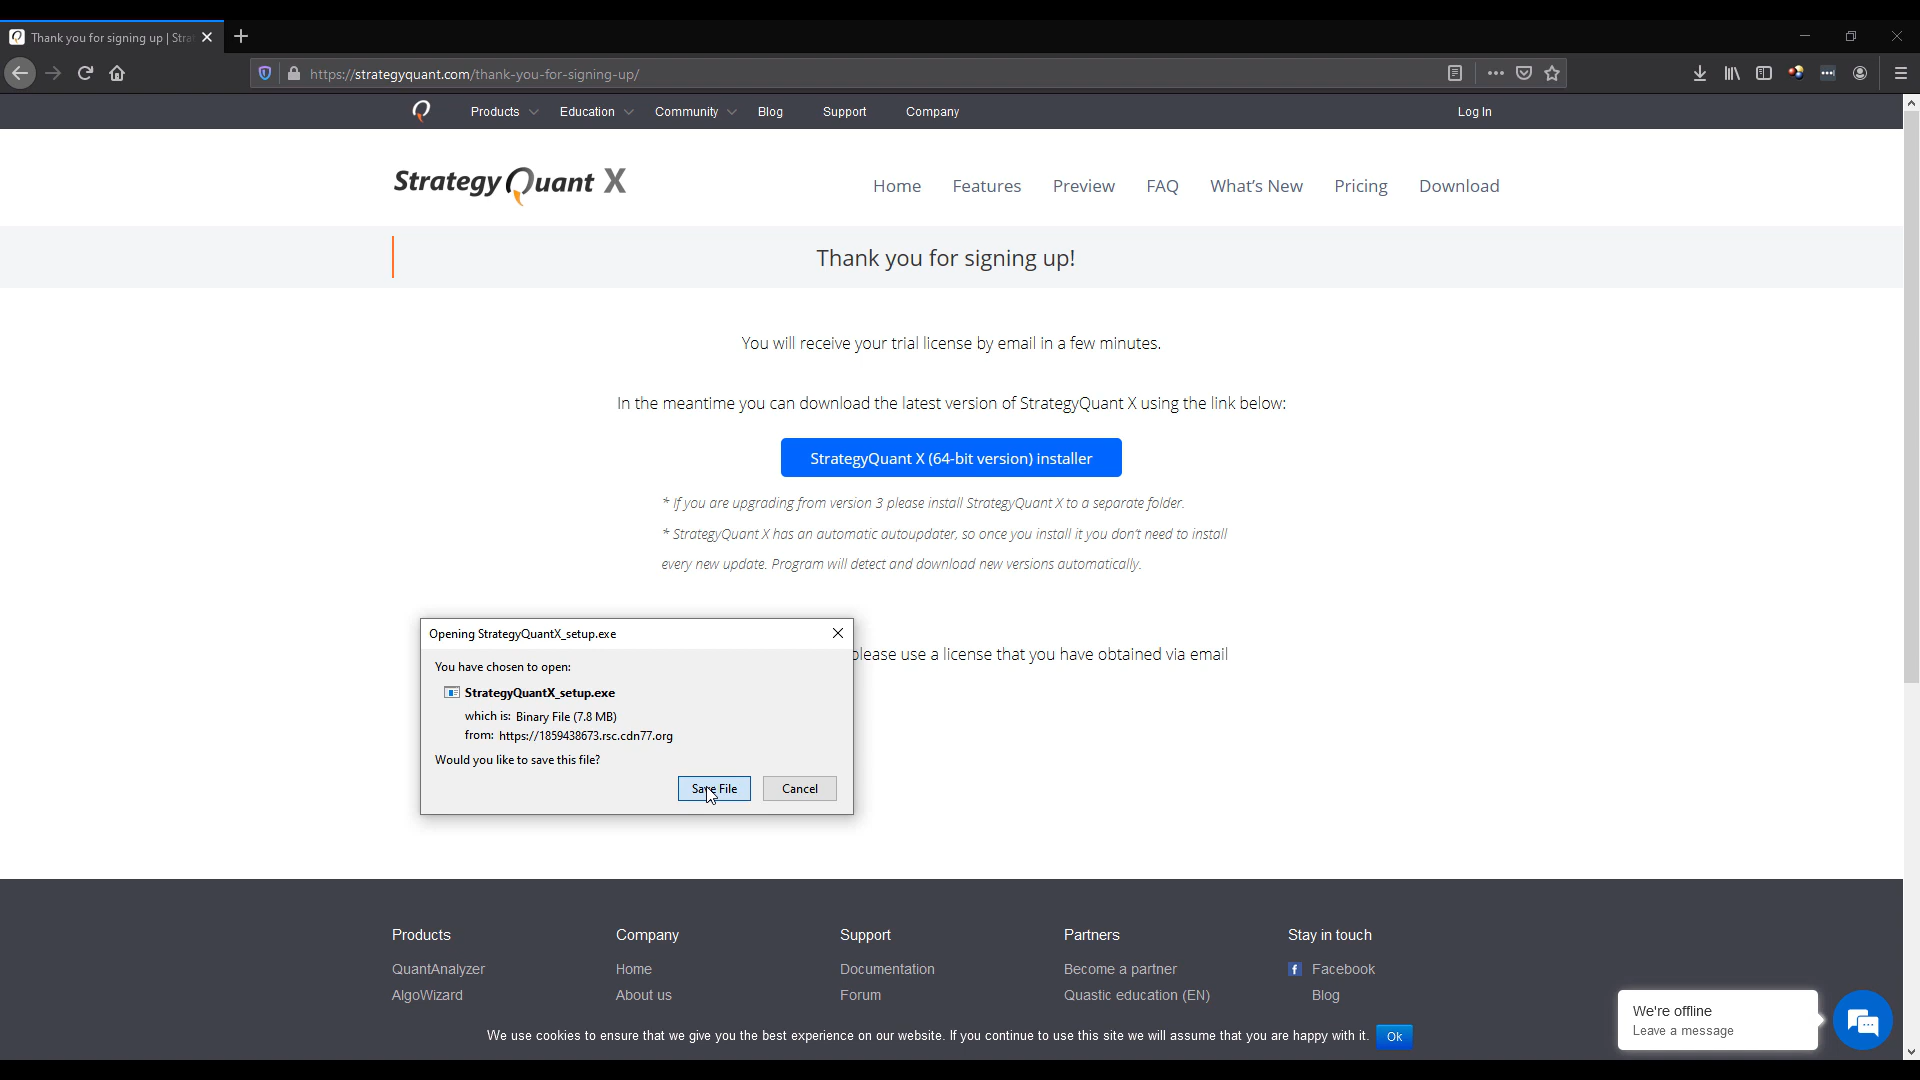 Thank you for signing up | Stra
https://strategyquant.com/thank-you-for-signing-up/
Products Education Community Blog Support Company Log In
StrategyQuant X
Home Features Preview FAQ What's New Pricing Download
Thank you for signing up!
You will receive your trial license by email in a few minutes.
In the meantime you can download the latest version of StrategyQuant X using the link below:
StrategyQuant X (64-bit version) installer
* If you are upgrading from version 3 please install StrategyQuant X to a separate folder.
* StrategyQuant X has an automatic autoupdater, so once you install it you don't need to install
every new update. Program will detect and download new versions automatically.
please use a license that you have obtained via email
Opening StrategyQuantX_setup.exe
You have chosen to open:
StrategyQuantX_setup.exe
which is: Binary File (7.8 MB)
from: https://1859438673.rsc.cdn77.org
Would you like to save this file?
Save File Cancel
Products Company Support Partners Stay in touch
QuantAnalyzer Home Documentation Become a partner Facebook
AlgoWizard About us Forum Quastic education (EN) Blog
We're offline
Leave a message
We use cookies to ensure that we give you the best experience on our website. If you continue to use this site we will assume that you are happy with it. Ok